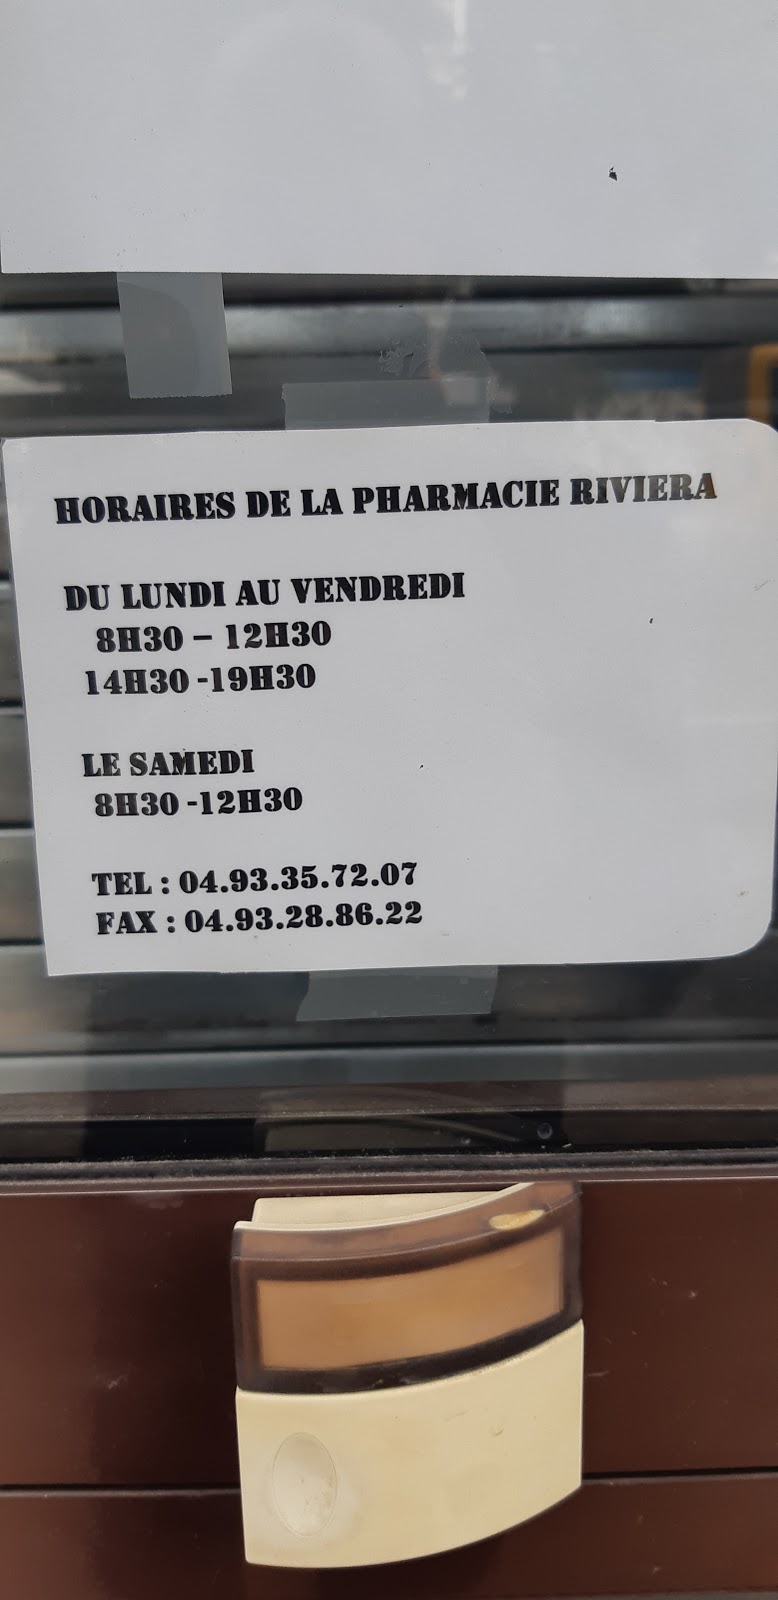 HORAIRES DE LA PHARMACIE RIVIERA
DU LUNDI AU VENDREDI
8H30 – 12H30
14H30 -19H30
LE SAMEDI
8H30 -12H30
TEL : 04.93.35.72.07
FAX : 04.93.28.86.22